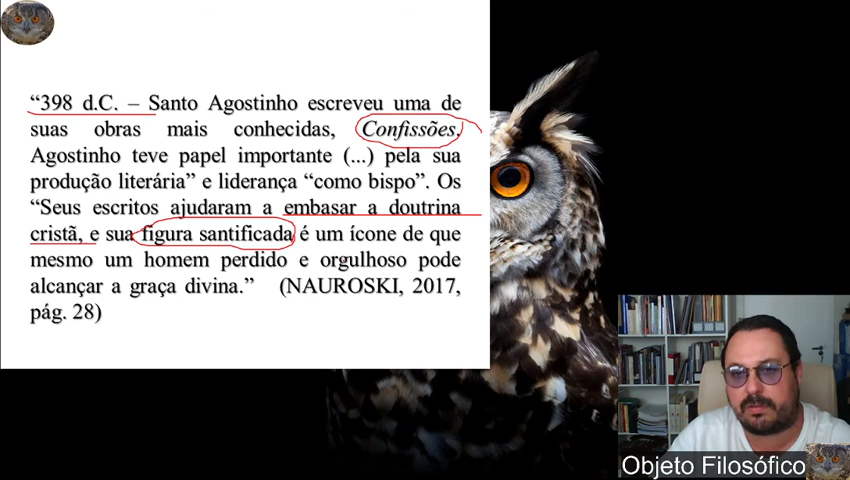 “398 d.C. – Santo Agostinho escreveu uma de
suas obras mais conhecidas, Confissões.
Agostinho teve papel importante (...) pela sua
produção literária” e liderança “como bispo”. Os
“Seus escritos ajudaram a embasar a doutrina
cristã, e sua figura santificada é um ícone de que
mesmo um homem perdido e orgulhoso pode
alcançar a graça divina.” (NAUROSKI, 2017,
pág. 28)
Objeto Filosófico